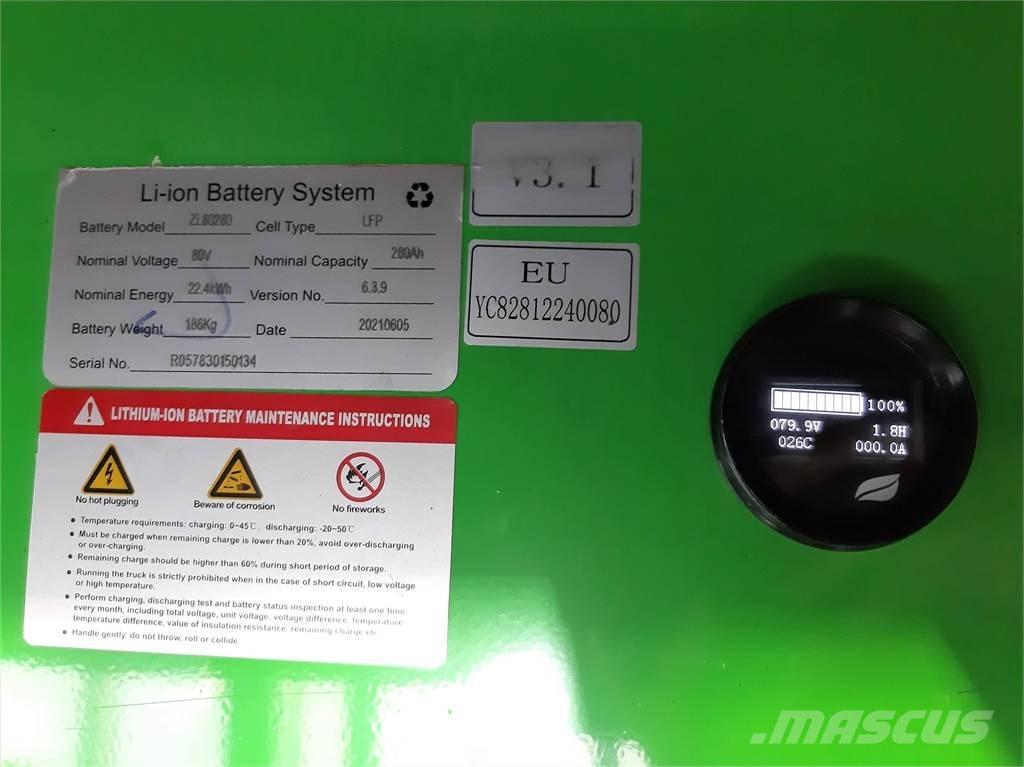 Li-ion Battery System
Battery Model ZL80280 Cell Type LFP
Nominal Voltage 80V Nominal Capacity 280Ah
Nominal Energy 22.4kWh Version No. 6.3.9
Battery Weight 186Kg Date 20210605
Serial No. R057830150134
V3.1
EU
YC82812240080
LITHIUM-ION BATTERY MAINTENANCE INSTRUCTIONS
No hot plugging
Beware of corrosion
No fireworks
• Temperature requirements: charging: 0~45℃; discharging: -20~50℃
• Must be charged when remaining charge is lower than 20%, avoid over-discharging
or over-charging.
• Remaining charge should be higher than 60% during short period of storage.
• Running the truck is strictly prohibited when in the case of short circuit, low voltage
or high temperature.
• Perform charging, discharging test and battery status inspection at least one time
every month, including total voltage, unit voltage, voltage difference, temperature
temperature difference, value of insulation resistance, remaining charge etc
• Handle gently, do not throw, roll or collide.
100%
079.9V 1.8H
026C 000.0A
MASCUS